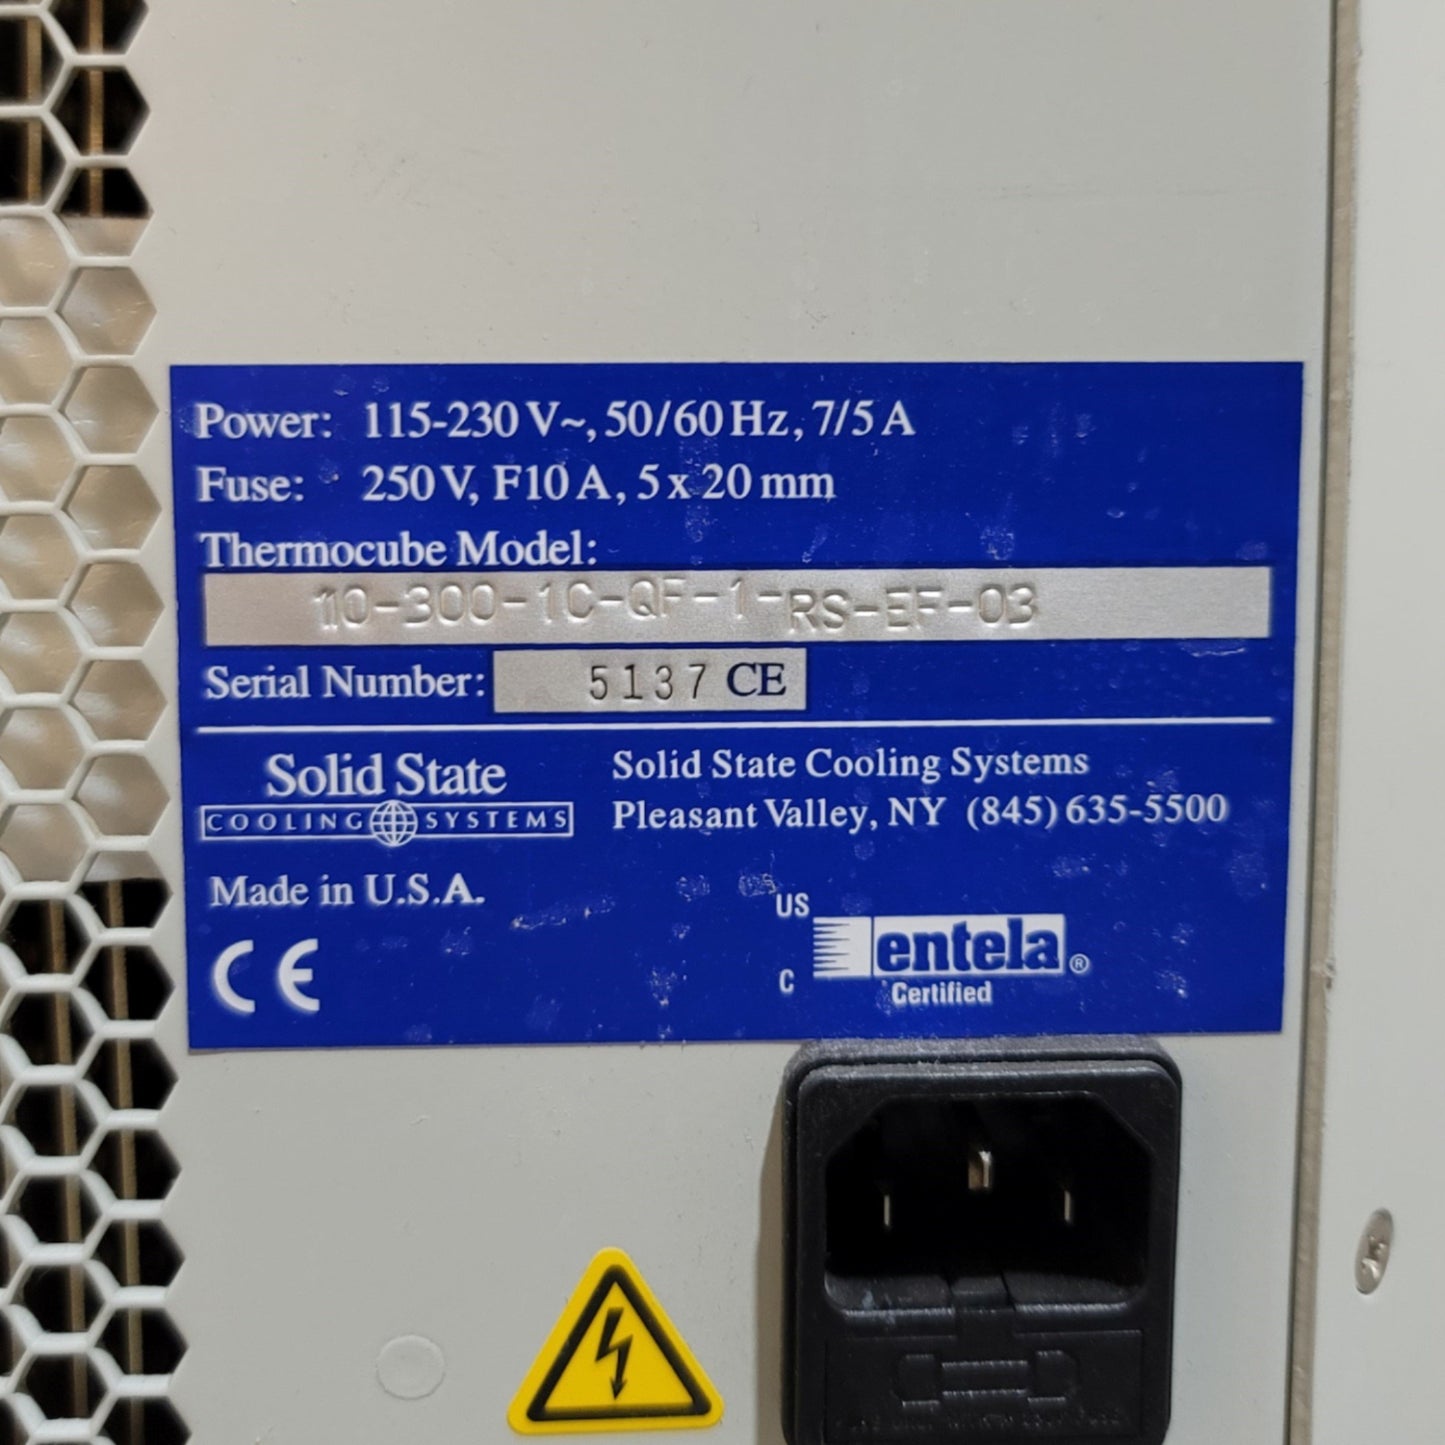 Power: 115-230 V~, 50/60 Hz, 7/5 A
Fuse: 250 V, F10 A, 5 x 20 mm
Thermocube Model:
10-300-1C-QF-1-RS-EF-03
Serial Number: 5137 CE
Solid State
COOLING SYSTEMS
Solid State Cooling Systems
Pleasant Valley, NY (845) 635-5500
Made in U.S.A.
CE
US
C
entela®
Certified